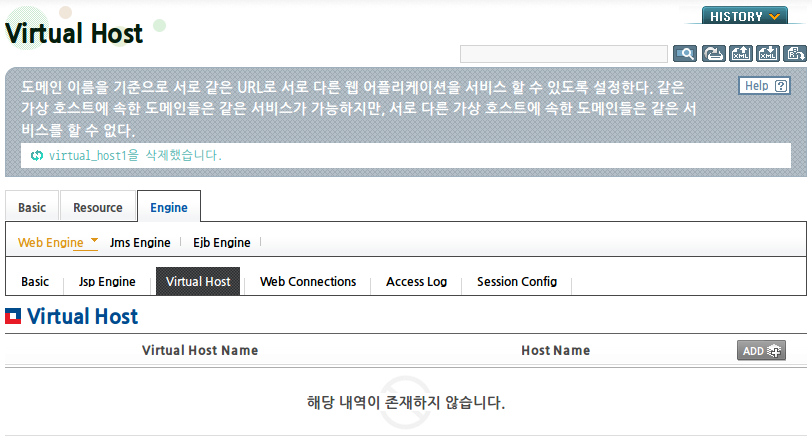 HISTORY
Virtual Host
도메인 이름을 기준으로 서로 같은 URL로 서로 다른 웹 어플리케이션을 서비스 할 수 있도록 설정한다. 같은
가상 호스트에 속한 도메인들은 같은 서비스가 가능하지만, 서로 다른 가상 호스트에 속한 도메인들은 같은 서
비스를 할 수 없다.
Help ?
virtual_host1을 삭제했습니다.
Basic Resource Engine
Web Engine Jms Engine Ejb Engine
Basic Jsp Engine Virtual Host Web Connections Access Log Session Config
Virtual Host
Virtual Host Name Host Name ADD
해당 내역이 존재하지 않습니다.